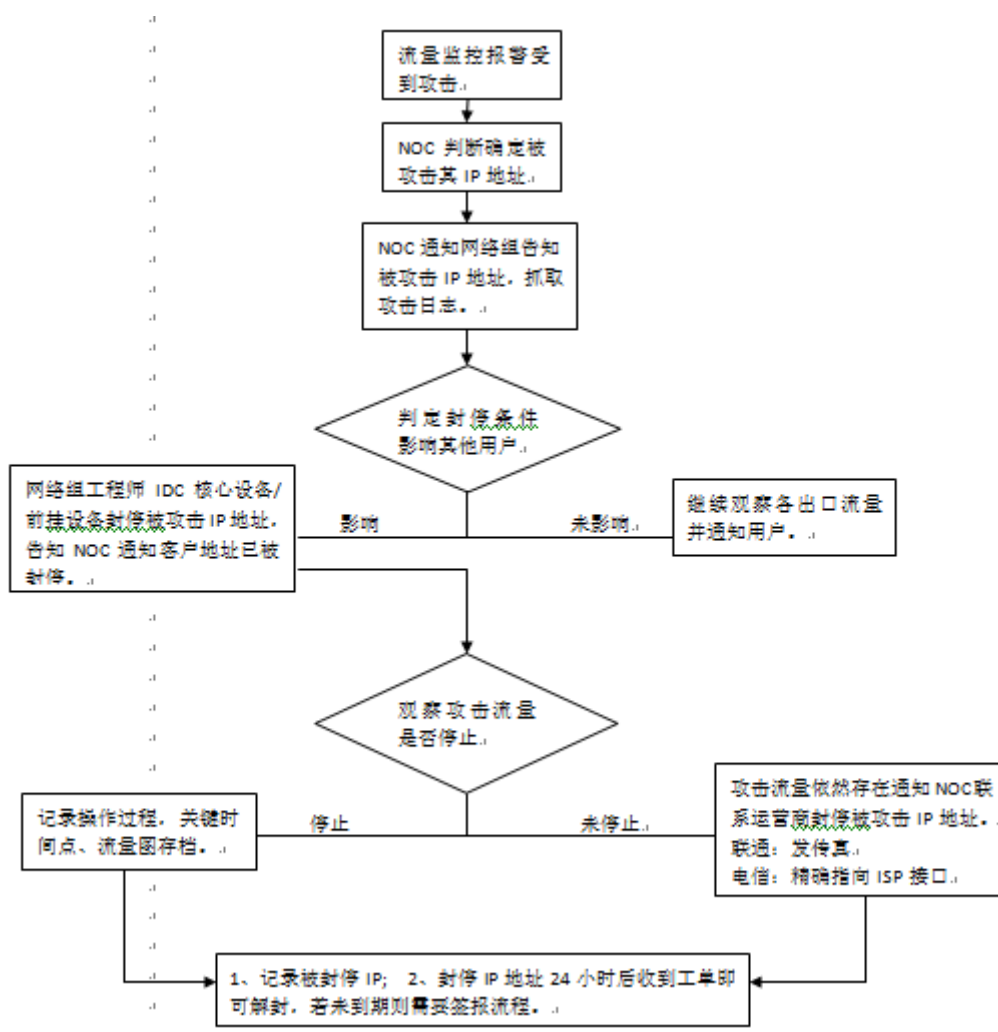 流量监控报警受
到攻击
NOC 判断确定被
攻击其 IP 地址
NOC 通知网络组告知
被攻击 IP 地址，抓取
攻击日志。
判定封停条件
影响其他用户
网络组工程师 IDC 核心设备/
前挂设备封停被攻击 IP 地址，
告知 NOC 通知客户地址已被
封停。
影响
未影响
继续观察各出口流量
并通知用户。
观察攻击流量
是否停止
记录操作过程，关键时
间点、流量图存档。
停止
未停止
攻击流量依然存在通知 NOC联
系运营商封停被攻击 IP 地址。
联通：发传真
电信：精确指向 ISP 接口
1、记录被封停 IP; 2、封停 IP 地址 24 小时后收到工单即
可解封，若未到期则需要签报流程。